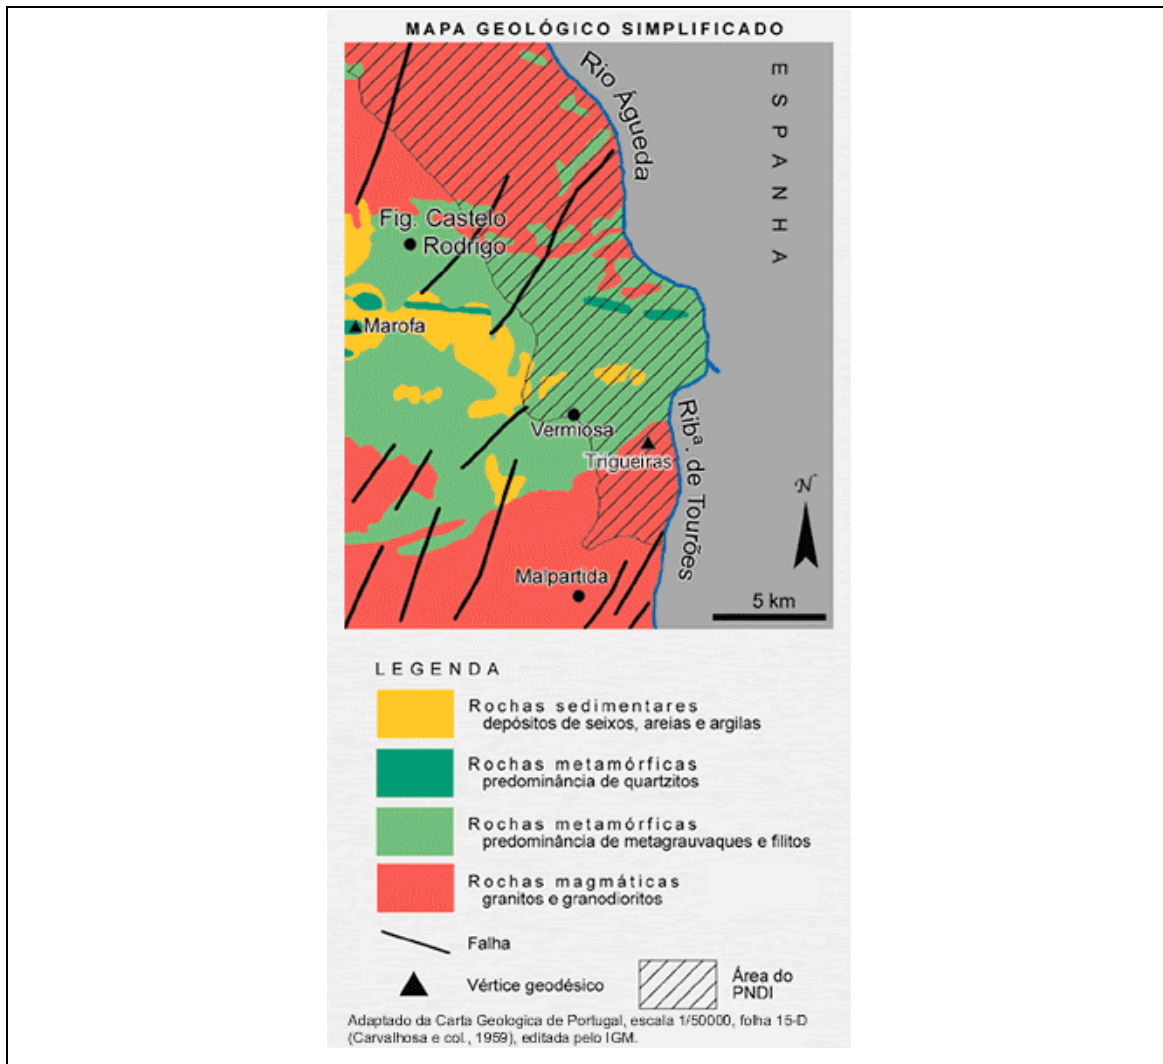 MAPA GEOLÓGICO SIMPLIFICADO
Rio Águeda
ESPANHA
Fig. Castelo
Rodrigo
Marofa
Vermiosa
Trigueiras
Ribª. de Tourões
N
Malpartida
5 km
LEGENDA
Rochas sedimentares
depósitos de seixos, areias e argilas
Rochas metamórficas
predominância de quartzitos
Rochas metamórficas
predominância de metagrauvaques e filitos
Rochas magmáticas
granitos e granodioritos
Falha
Vértice geodésico
Área do
PNDI
Adaptado da Carta Geologica de Portugal, escala 1/50000, folha 15-D
(Carvalhosa e col., 1959), editada pelo IGM.